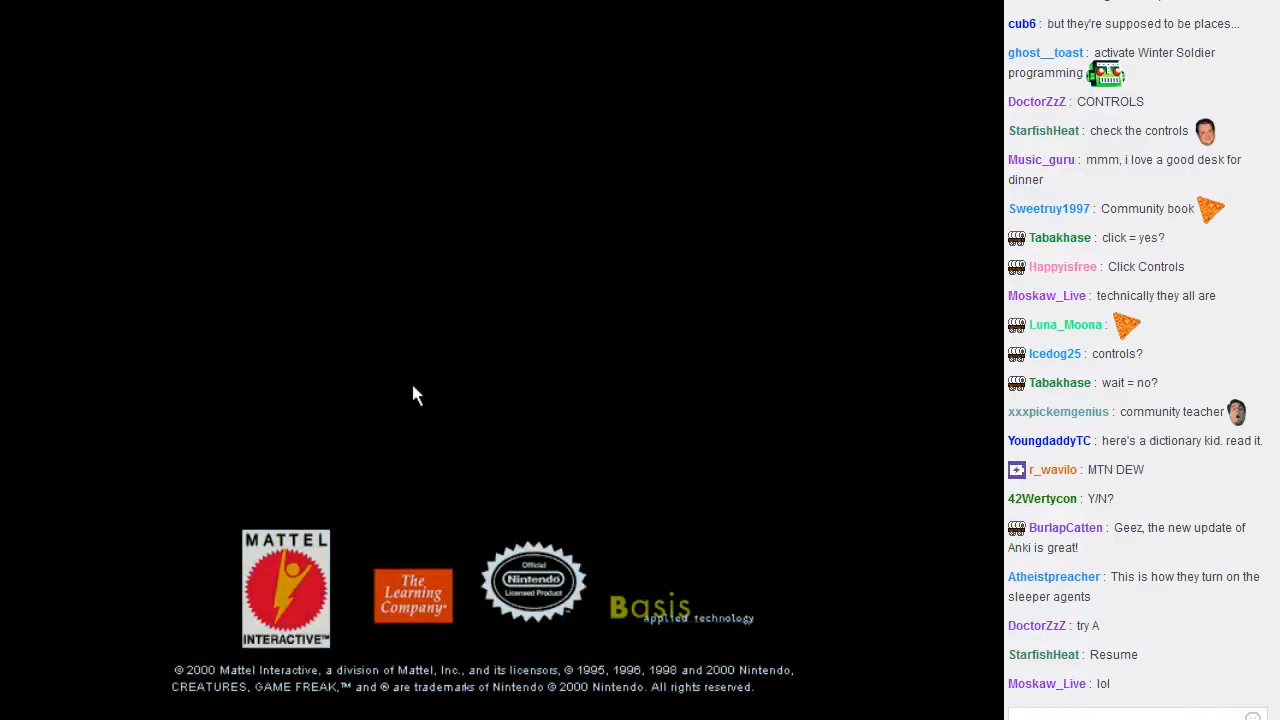 MATTEL
INTERACTIVE™
The
Learning
Company®
Official
Nintendo
Licensed Product
Basis
applied technology
© 2000 Mattel Interactive, a division of Mattel, Inc., and its licensors, © 1995, 1996, 1998 and 2000 Nintendo,
CREATURES, GAME FREAK,™ and ® are trademarks of Nintendo © 2000 Nintendo. All rights reserved.
cub6 : but they're supposed to be places...
ghost__toast : activate Winter Soldier
programming
DoctorZzZ : CONTROLS
StarfishHeat : check the controls
Music_guru : mmm, i love a good desk for
dinner
Sweetruy1997 : Community book
Tabakhase : click = yes?
Happyisfree : Click Controls
Moskaw_Live : technically they all are
Luna_Moona :
Icedog25 : controls?
Tabakhase : wait = no?
xxxpickemgenius : community teacher
YoungdaddyTC : here's a dictionary kid. read it.
r_wavilo : MTN DEW
42Wertycon : Y/N?
BurlapCatten : Geez, the new update of
Anki is great!
Atheistpreacher : This is how they turn on the
sleeper agents
DoctorZzZ : try A
StarfishHeat : Resume
Moskaw_Live : lol